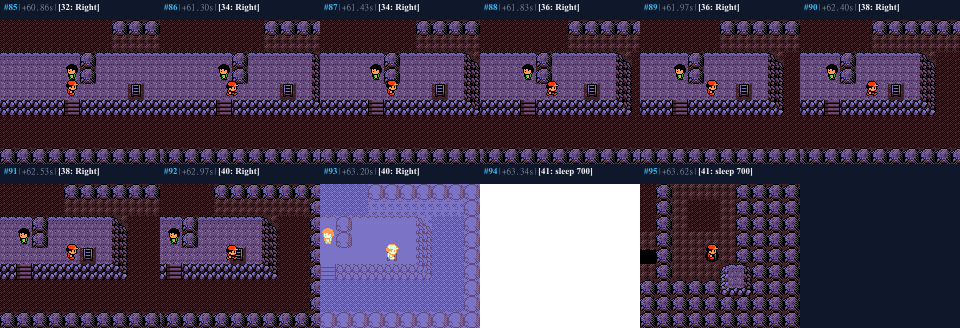 #85|+60.86s|[32: Right]
#86|+61.30s|[34: Right]
#87|+61.43s|[34: Right]
#88|+61.83s|[36: Right]
#89|+61.97s|[36: Right]
#90|+62.40s|[38: Right]
#91|+62.53s|[38: Right]
#92|+62.97s|[40: Right]
#93|+63.20s|[40: Right]
#94|+63.34s|[41: sleep 700]
#95|+63.62s|[41: sleep 700]